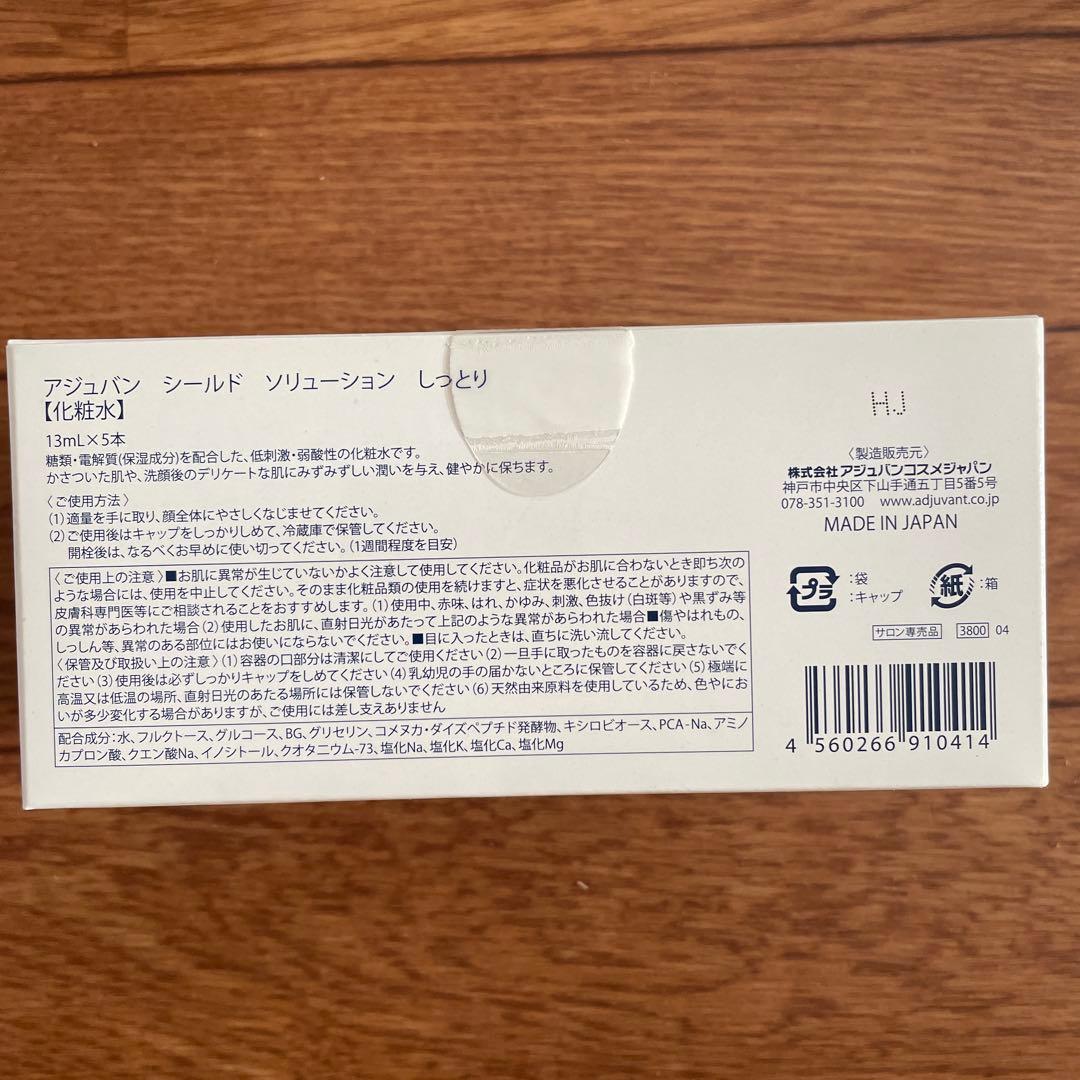 アジュバン　シールド　ソリューション　しっとり
【化粧水】
13mL×5本
糖類・電解質(保湿成分)を配合した、低刺激・弱酸性の化粧水です。
かさついた肌や、洗顔後のデリケートな肌にみずみずしい潤いを与え、健やかに保ちます。
〈ご使用方法〉
(1)適量を手に取り、顔全体にやさしくなじませてください。
(2)ご使用後はキャップをしっかりしめて、冷蔵庫で保管してください。
開栓後は、なるべくお早めに使い切ってください。(1週間程度を目安)
〈ご使用上の注意〉■お肌に異常が生じていないかよく注意して使用してください。化粧品がお肌に合わないとき即ち次の
ような場合には、使用を中止してください。そのまま化粧品類の使用を続けますと、症状を悪化させることがありますので、
皮膚科専門医等にご相談されることをおすすめします。(1)使用中、赤味、はれ、かゆみ、刺激、色抜け(白斑等)や黒ずみ等
の異常があらわれた場合(2)使用したお肌に、直射日光があたって上記のような異常があらわれた場合■傷やはれもの、
しっしん等、異常のある部位にはお使いにならないでください。■目に入ったときは、直ちに洗い流してください。
〈保管及び取扱い上の注意〉(1)容器の口部分は清潔にしてご使用ください(2)一旦手に取ったものを容器に戻さないでく
ださい(3)使用後は必ずしっかりキャップをしめてください(4)乳幼児の手の届かないところに保管してください(5)極端に
高温又は低温の場所、直射日光のあたる場所には保管しないでください(6)天然由来原料を使用しているため、色やにお
いが多少変化する場合がありますが、ご使用には差し支えありません
配合成分:水、フルクトース、グルコース、BG、グリセリン、コメヌカ・ダイズペプチド発酵物、キシロビオース、PCA-Na、アミノ
カプロン酸、クエン酸Na、イノシトール、クオタニウム-73、塩化Na、塩化K、塩化Ca、塩化Mg
HJ
〈製造販売元〉
株式会社アジュバンコスメジャパン
神戸市中央区下山手通五丁目5番5号
078-351-3100　www.adjuvant.co.jp
MADE IN JAPAN
プラ :袋
:キャップ
紙 :箱
サロン専売品 3800 04
4 560266 910414